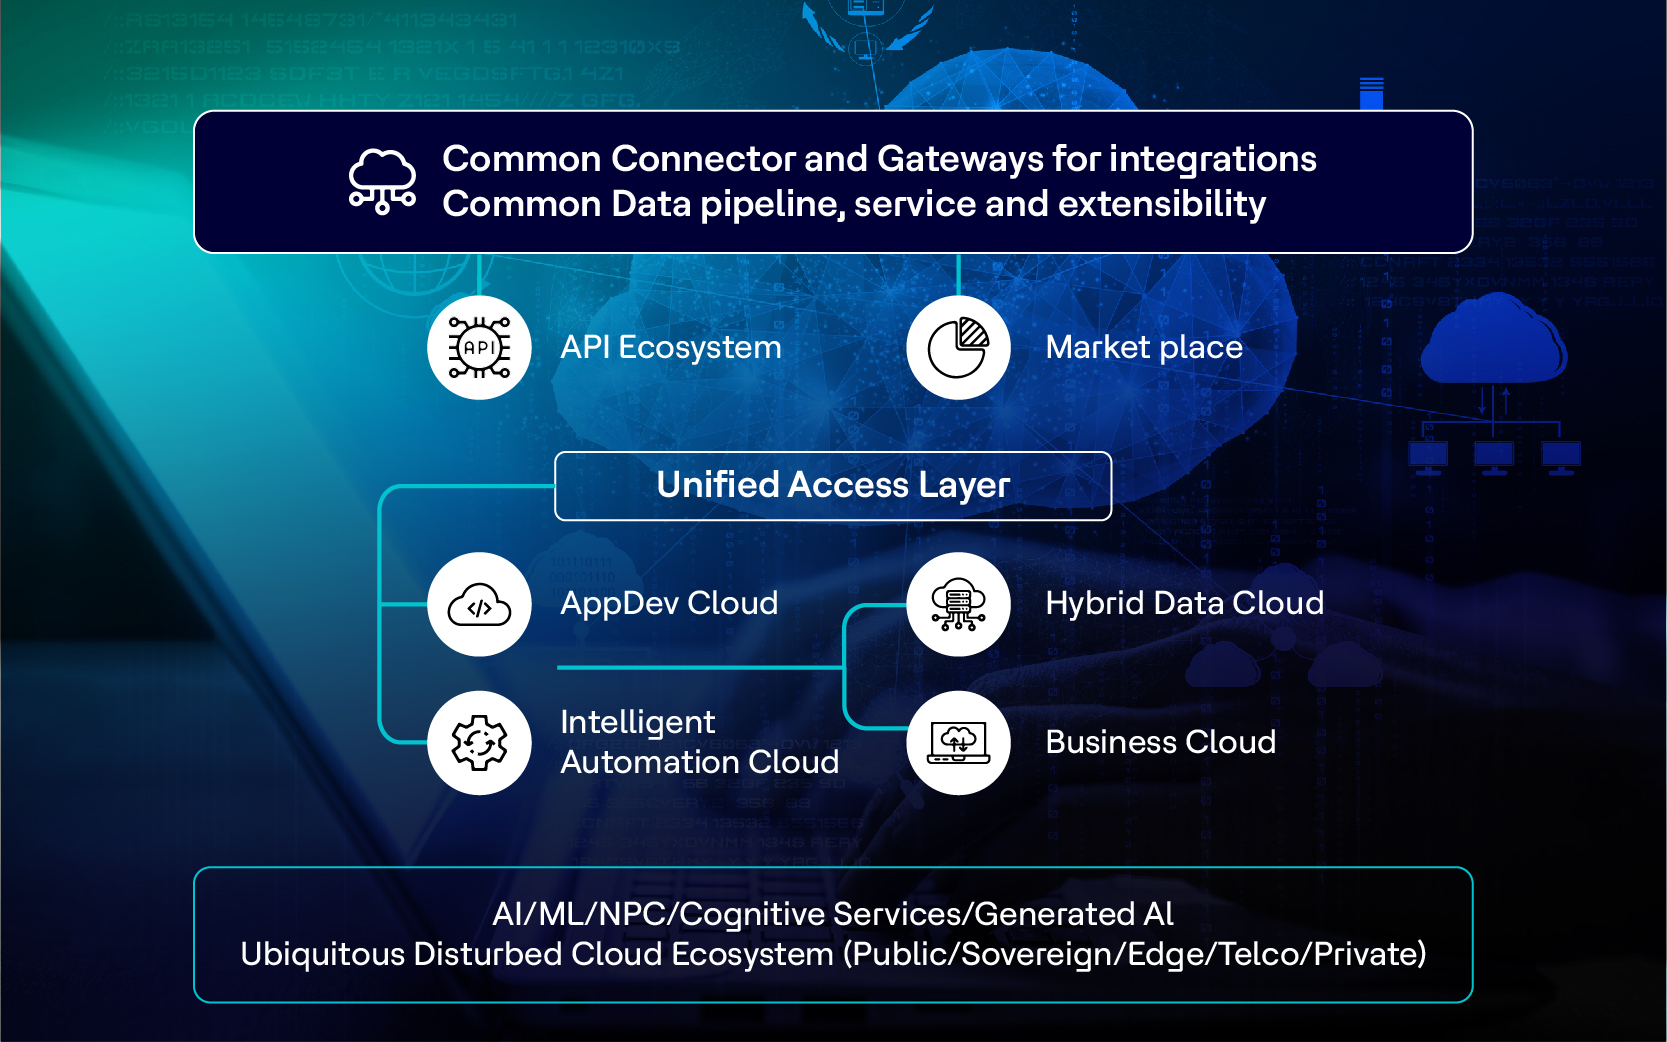 Common Connector and Gateways for integrations
Common Data pipeline, service and extensibility
API
API Ecosystem
Market place
Unified Access Layer
AppDev Cloud
Hybrid Data Cloud
Intelligent
Automation Cloud
Business Cloud
AI/ML/NPC/Cognitive Services/Generated Al
Ubiquitous Disturbed Cloud Ecosystem (Public/Sovereign/Edge/Telco/Private)